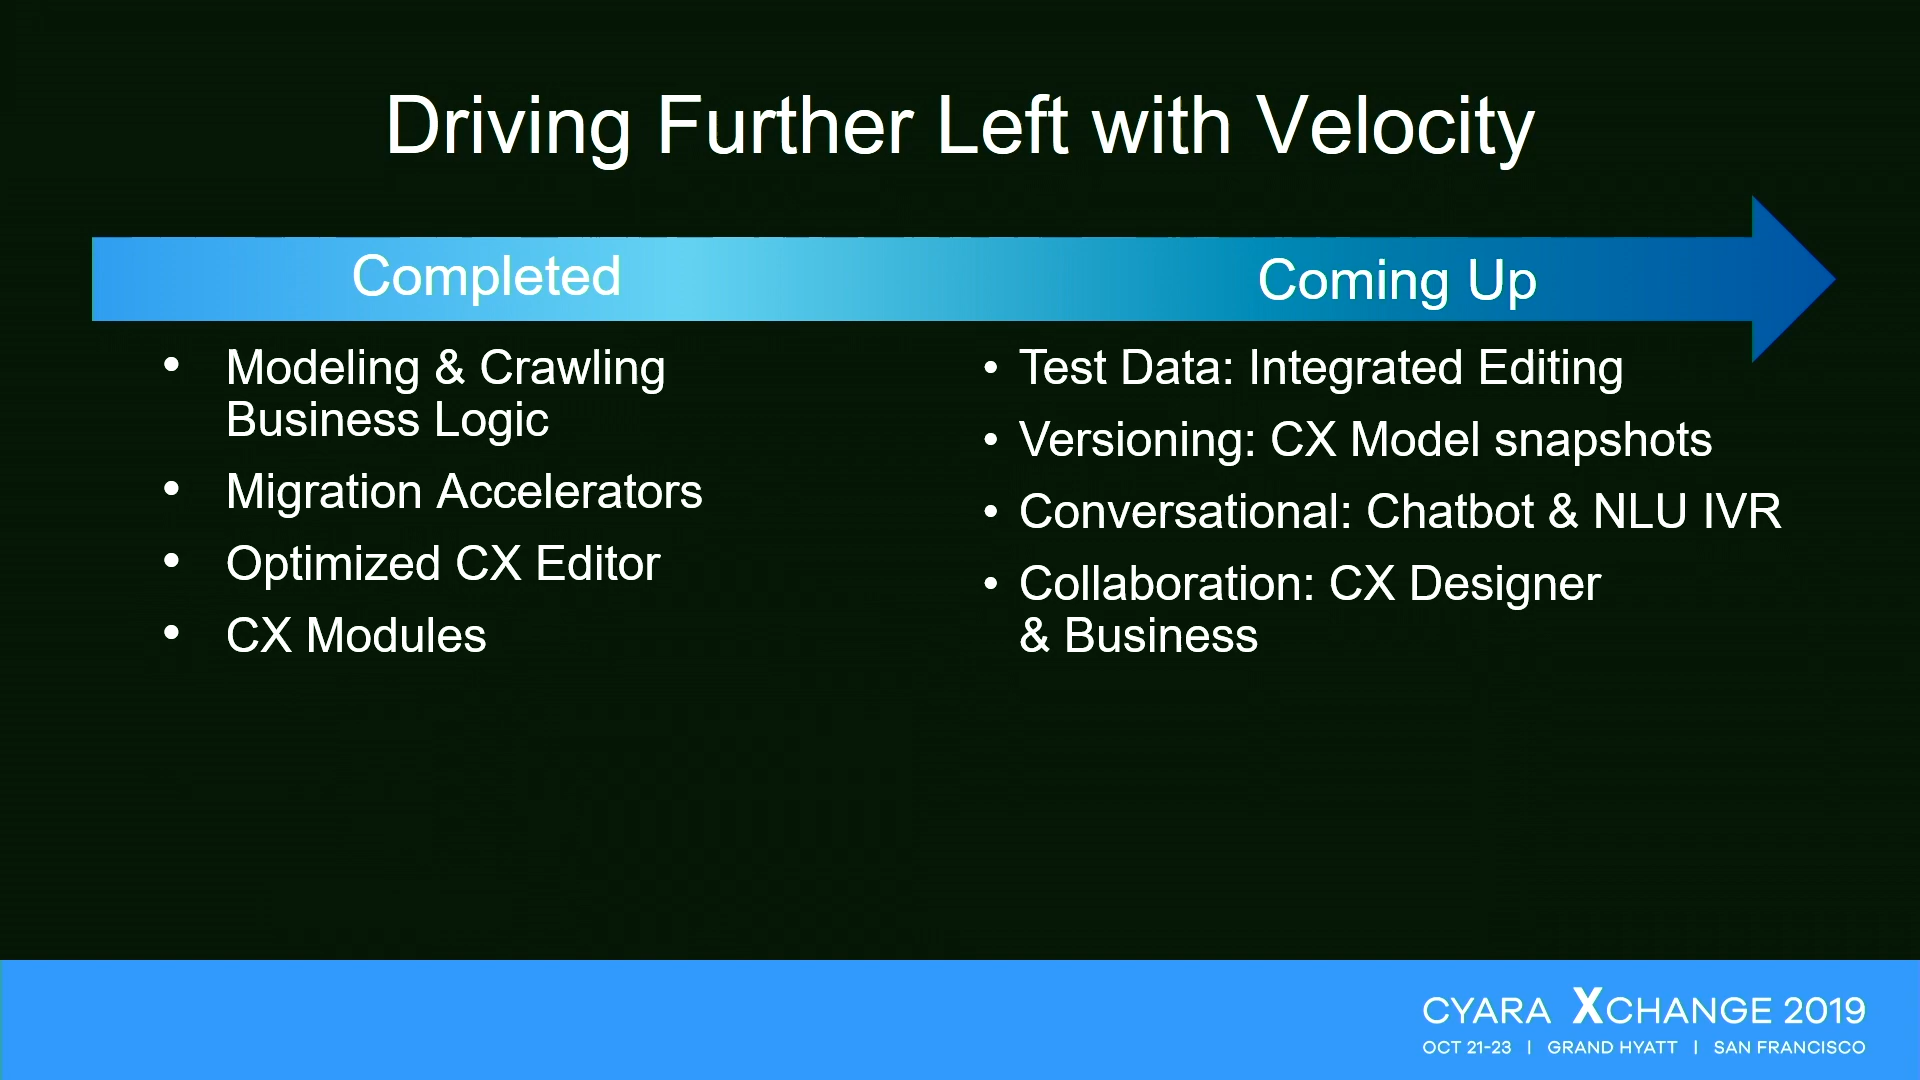 Driving Further Left with Velocity
Completed
Coming Up
• Modeling & Crawling
Business Logic
• Migration Accelerators
• Optimized CX Editor
• CX Modules
• Test Data: Integrated Editing
• Versioning: CX Model snapshots
• Conversational: Chatbot & NLU IVR
• Collaboration: CX Designer
& Business
CYARA XCHANGE 2019
OCT 21-23 | GRAND HYATT | SAN FRANCISCO